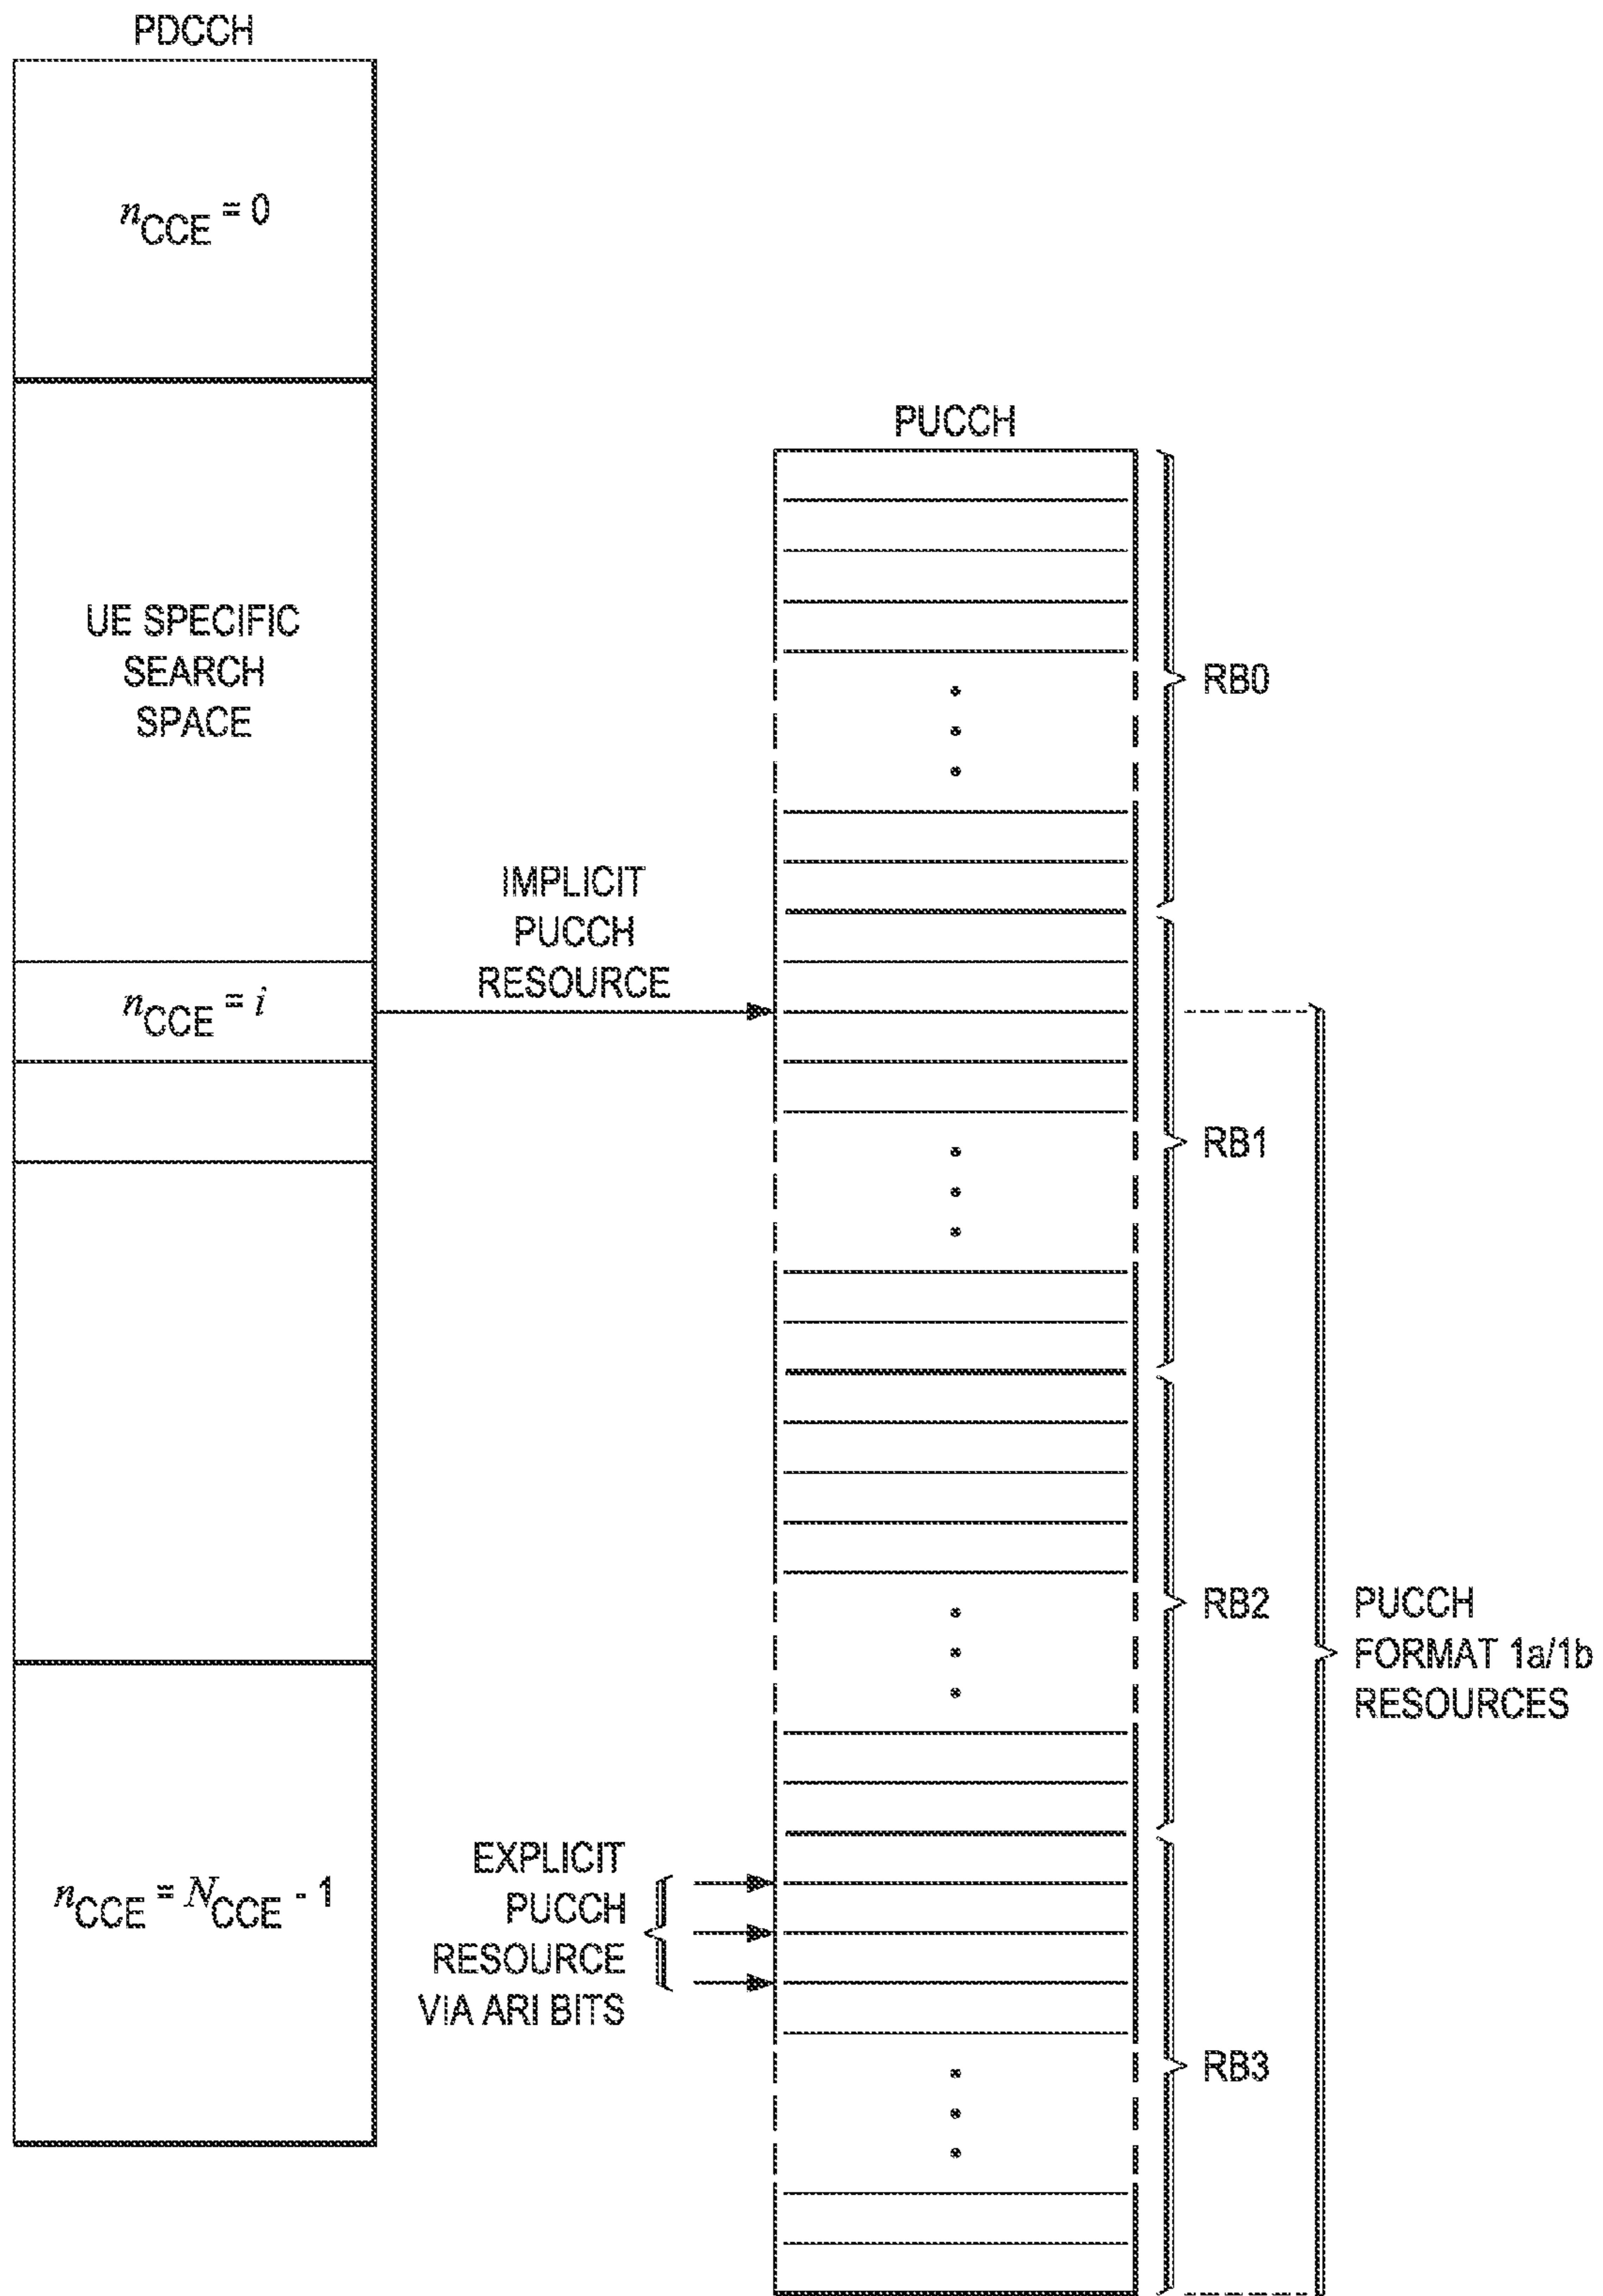 PDCCH
nCCE = 0
UE SPECIFIC
SEARCH
SPACE
nCCE = i
nCCE = NCCE - 1
IMPLICIT
PUCCH
RESOURCE
EXPLICIT
PUCCH
RESOURCE
VIA ARI BITS
PUCCH
RB0
RB1
RB2
RB3
PUCCH
FORMAT 1a/1b
RESOURCES